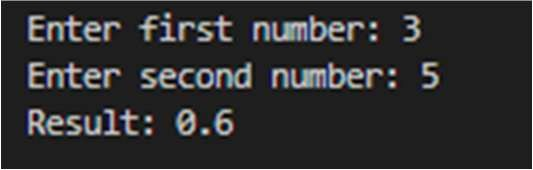 Enter first number: 3
Enter second number: 5
Result: 0.6